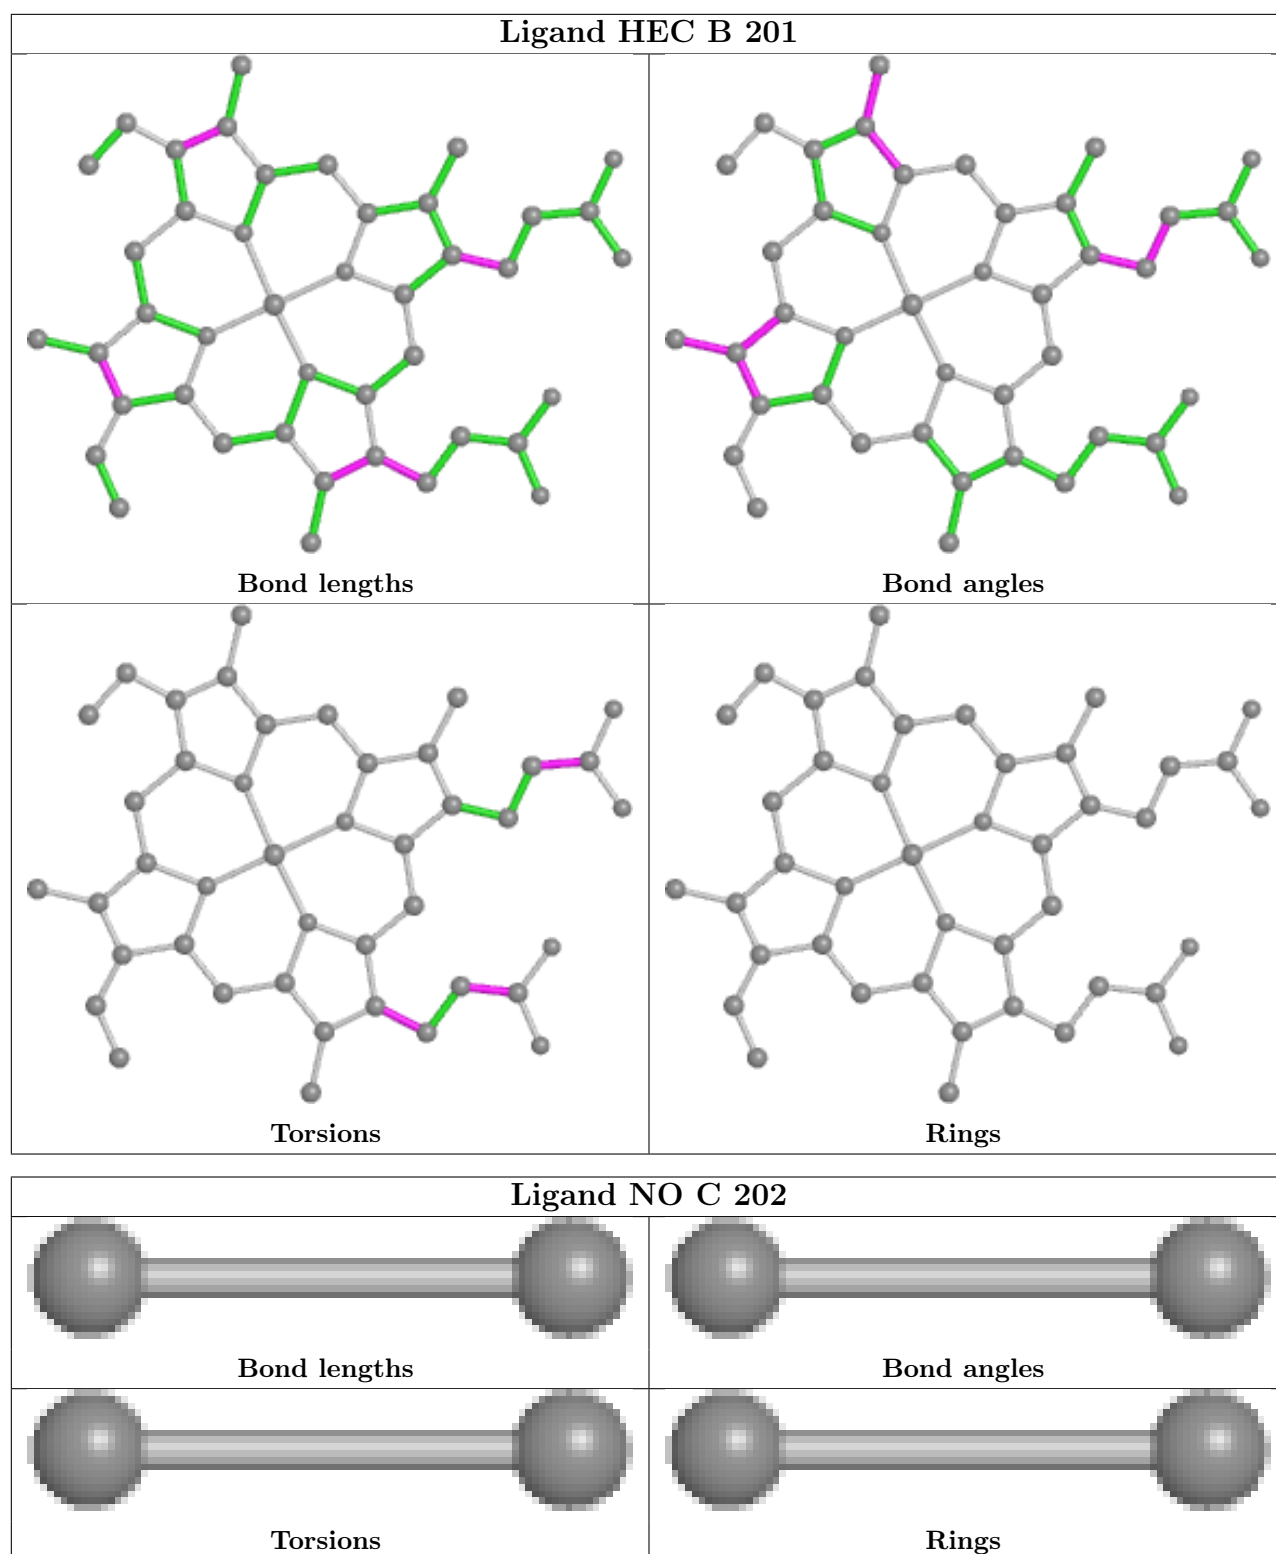 Ligand HEC B 201
Bond lengths
Bond angles
Torsions
Rings
Ligand NO C 202
Bond lengths
Bond angles
Torsions
Rings